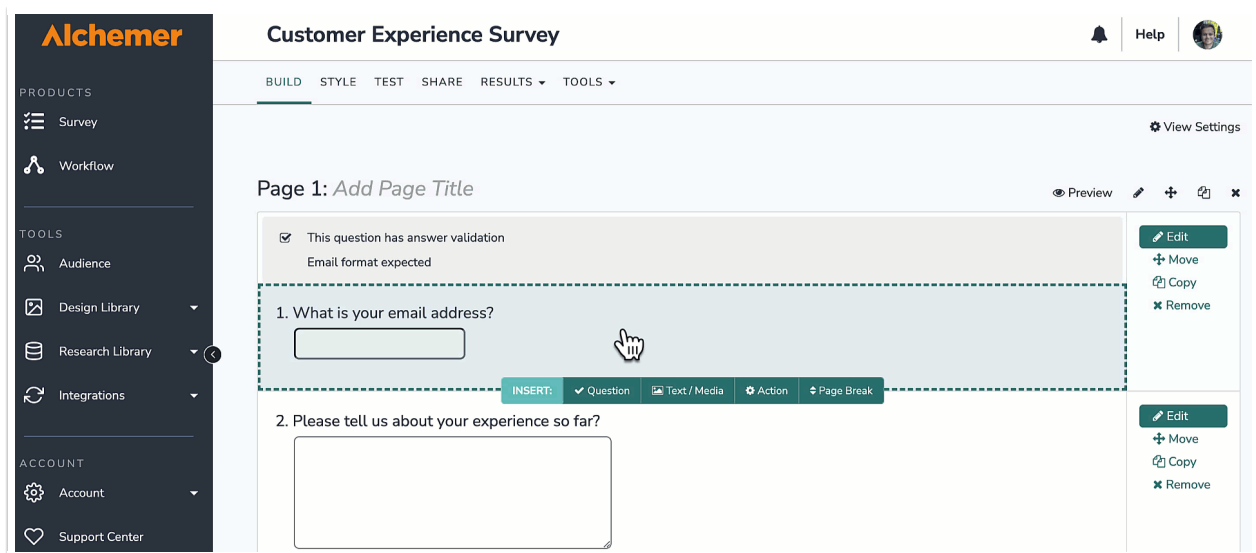 Alchemer
Customer Experience Survey
Help
BUILD STYLE TEST SHARE RESULTS TOOLS
PRODUCTS
Survey
Workflow
TOOLS
Audience
Design Library
Research Library
Integrations
ACCOUNT
Account
Support Center
View Settings
Page 1: Add Page Title
Preview
This question has answer validation
Email format expected
Edit
Move
Copy
Remove
1. What is your email address?
INSERT: Question Text / Media Action Page Break
2. Please tell us about your experience so far?
Edit
Move
Copy
Remove